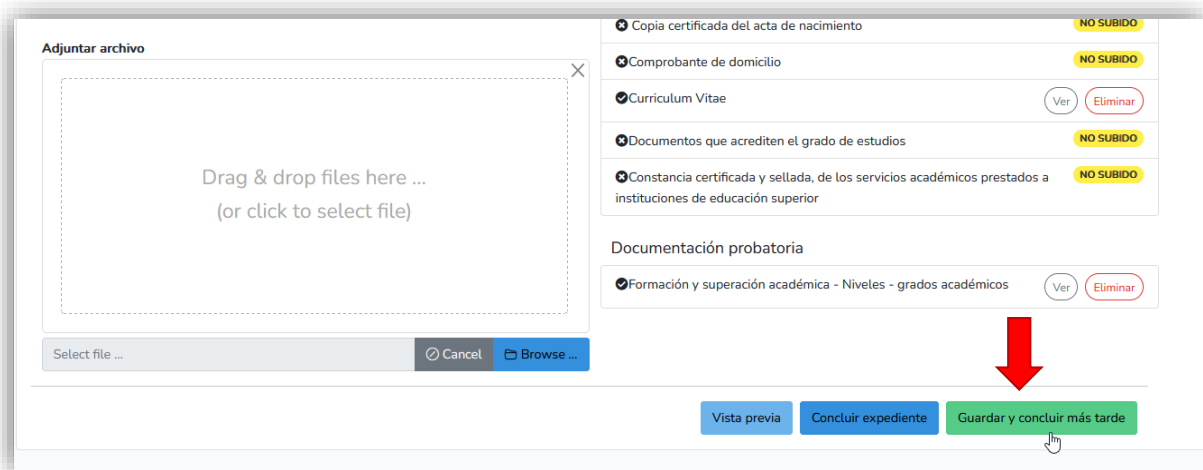 Adjuntar archivo
Drag & drop files here ...
(or click to select file)
Select file ...
Cancel
Browse ...
Copia certificada del acta de nacimiento
NO SUBIDO
Comprobante de domicilio
NO SUBIDO
Curriculum Vitae
Ver
Eliminar
Documentos que acrediten el grado de estudios
NO SUBIDO
Constancia certificada y sellada, de los servicios académicos prestados a
instituciones de educación superior
NO SUBIDO
Documentación probatoria
Formación y superación académica - Niveles - grados académicos
Ver
Eliminar
Vista previa
Concluir expediente
Guardar y concluir más tarde